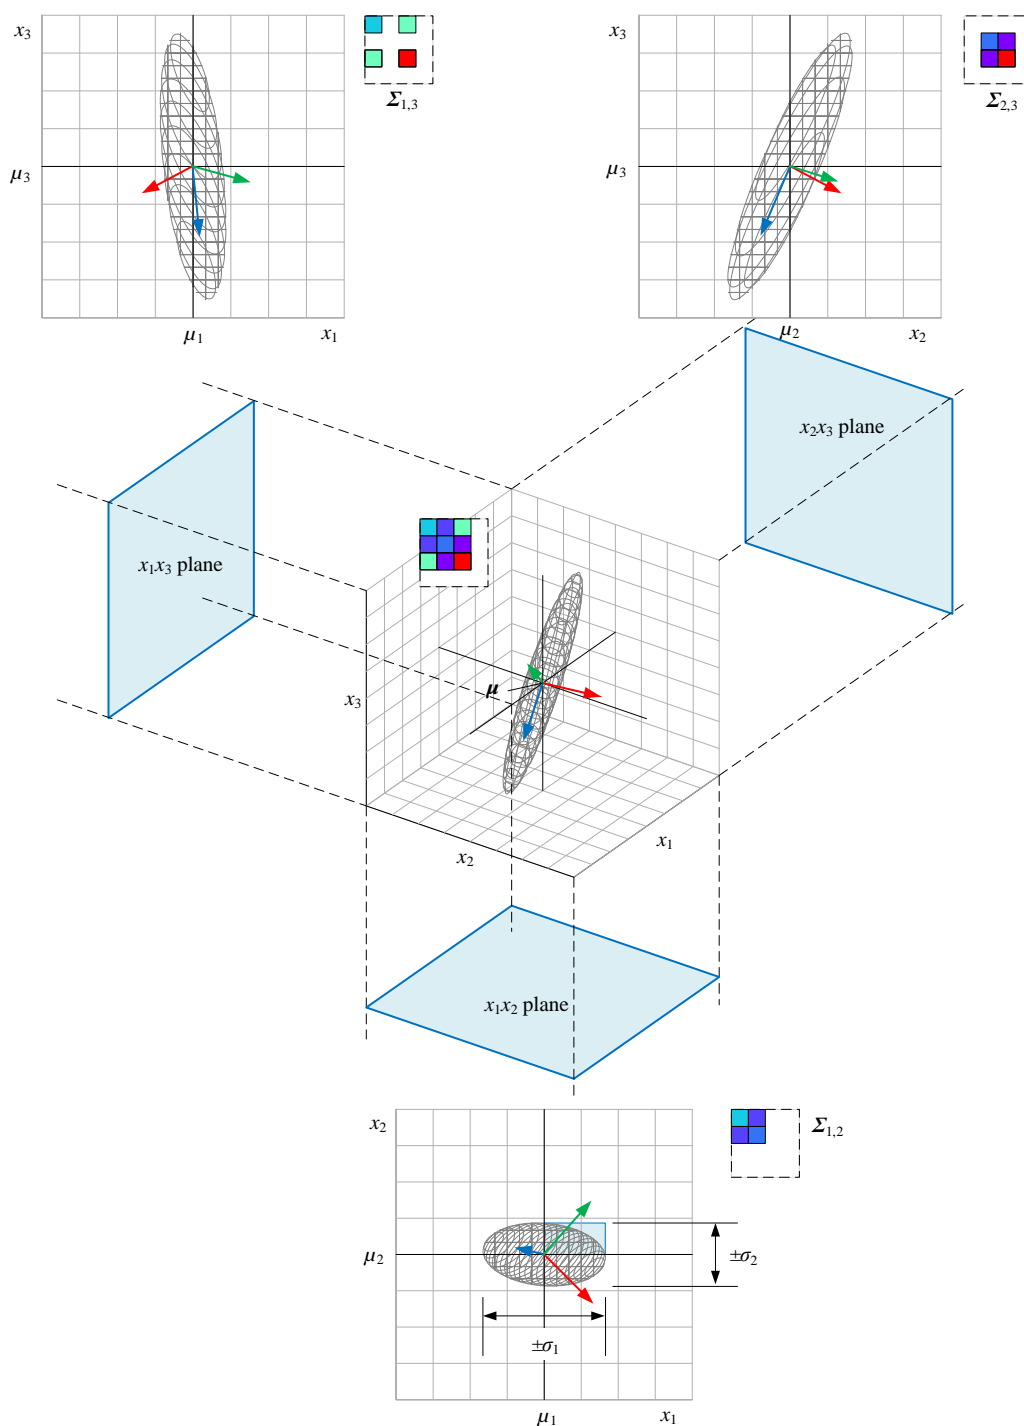 x₃
Σ₁,₃
μ₃
μ₁
x₁
x₃
Σ₂,₃
μ₃
μ₂
x₂
x₂x₃ plane
x₁x₃ plane
μ
x₃
x₂
x₁
x₁x₂ plane
x₂
Σ₁,₂
μ₂
±σ₂
±σ₁
μ₁
x₁